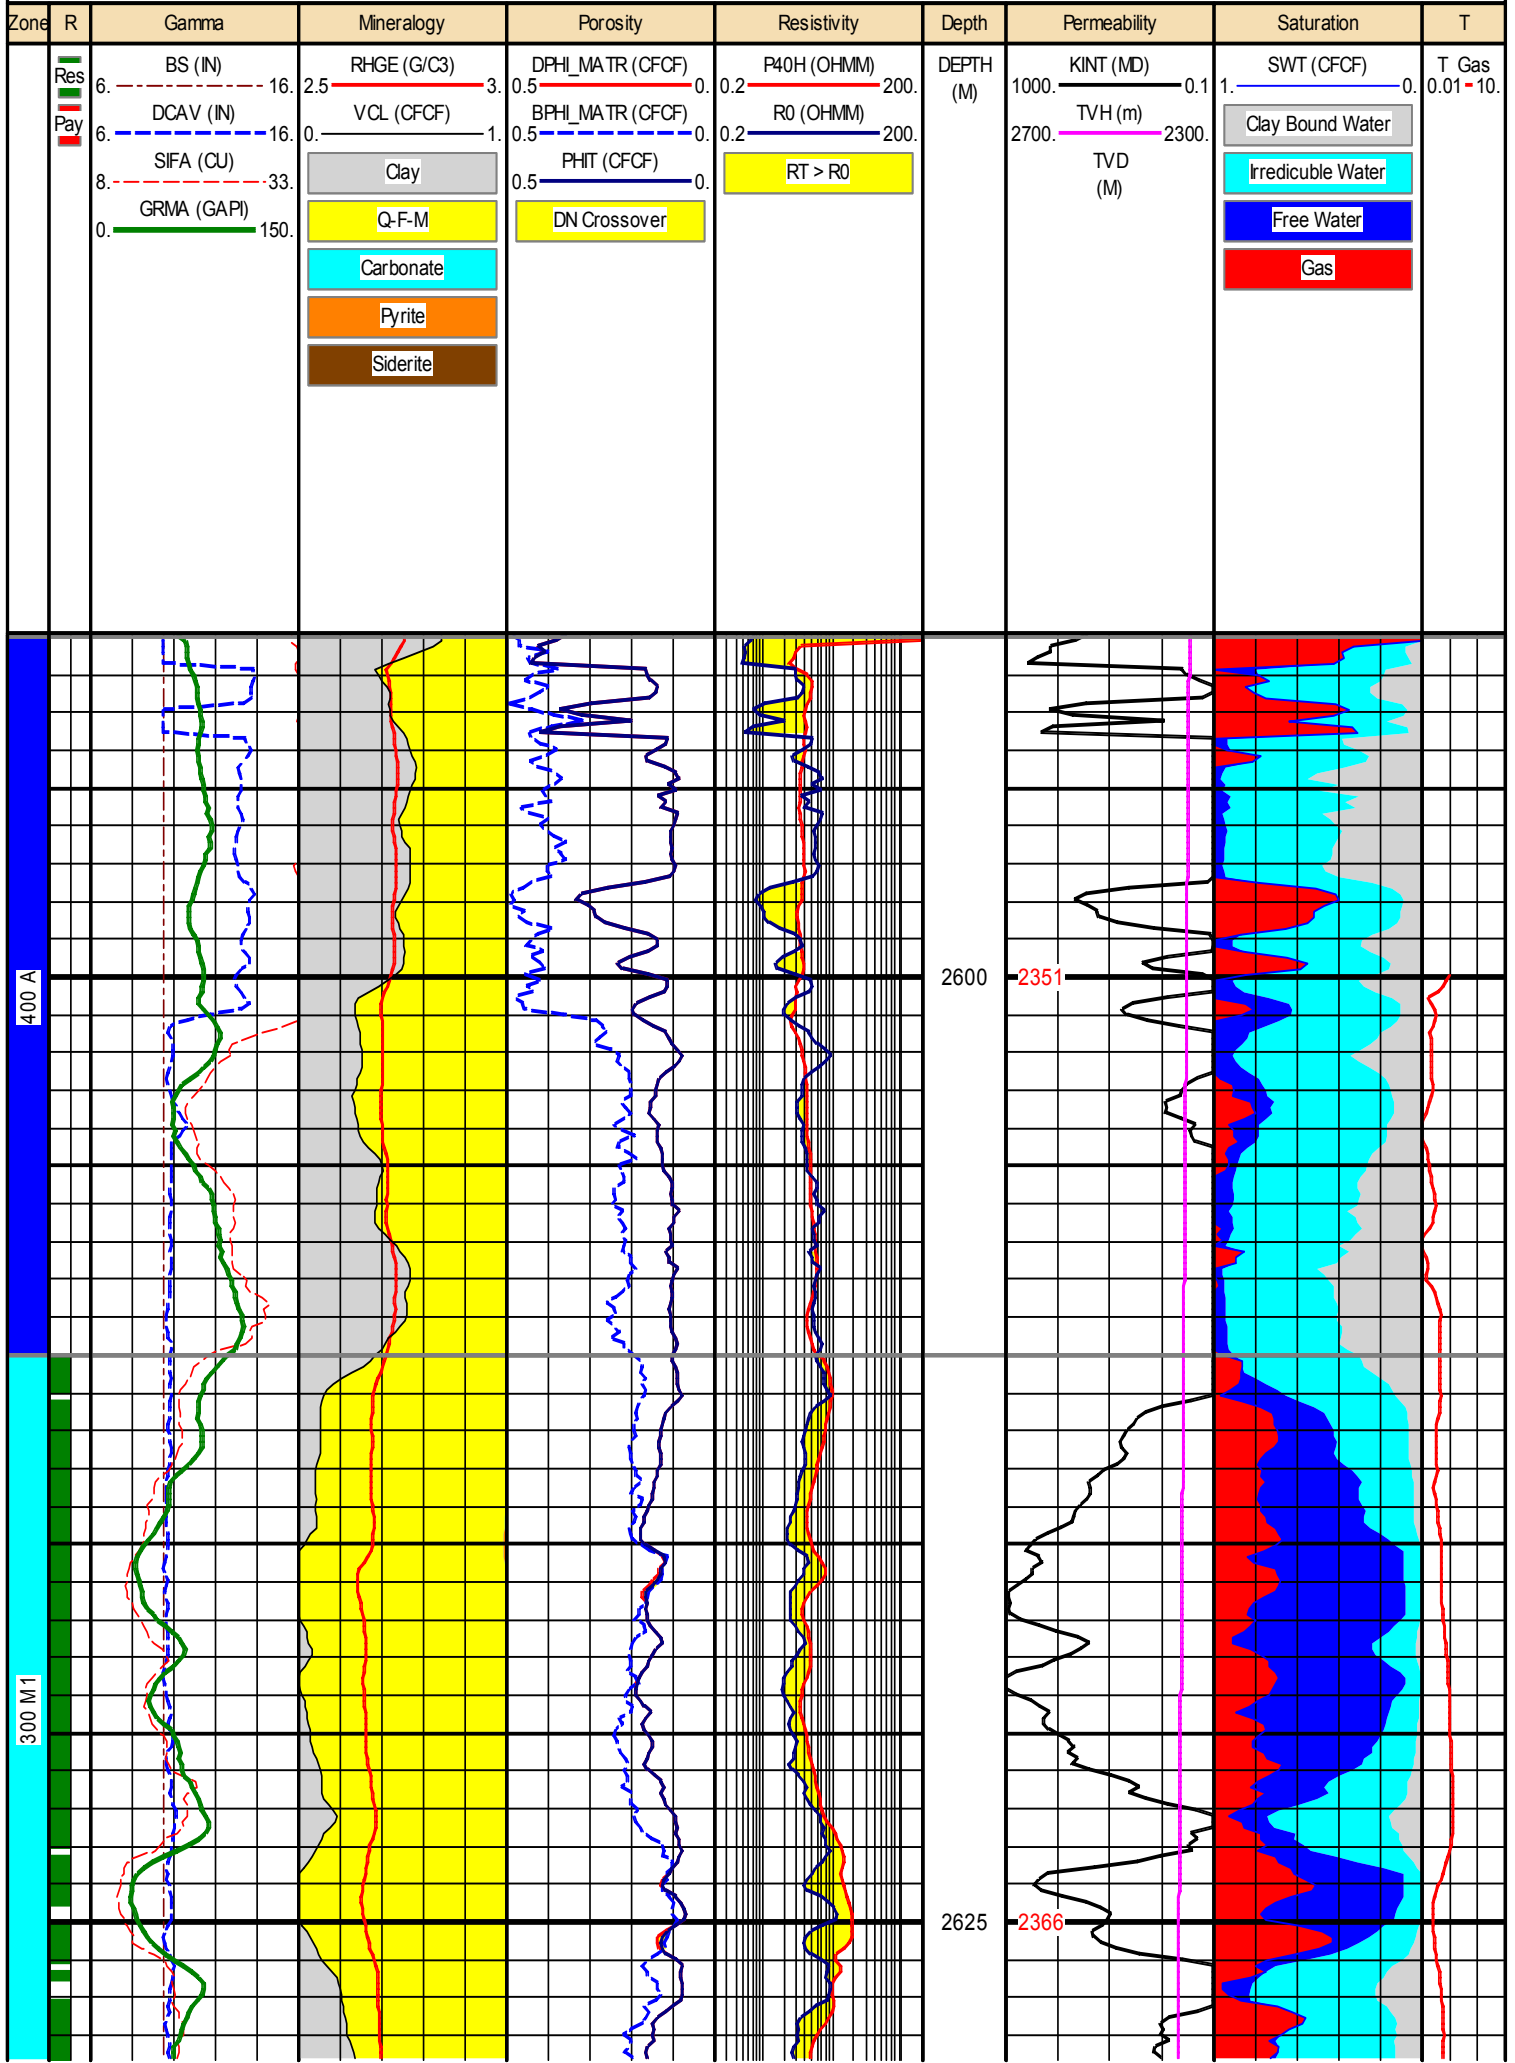 Zone R Gamma Mineralogy Porosity Resistivity Depth Permeability Saturation T
Res
Pay
BS (IN)
6. 16.
DCAV (IN)
6. 16.
SIFA (CU)
8. 33.
GRMA (GAPI)
0. 150.
RHGE (G/C3)
2.5 3.
VCL (CFCF)
0. 1.
Clay
Q-F-M
Carbonate
Pyrite
Siderite
DPHI_MATR (CFCF)
0.5 0.
BPHI_MATR (CFCF)
0.5 0.
PHIT (CFCF)
0.5 0.
DN Crossover
P40H (OHMM)
0.2 200.
R0 (OHMM)
0.2 200.
RT > R0
DEPTH
(M)
KINT (MD)
1000. 0.1
TVH (m)
2700. 2300.
TVD
(M)
SWT (CFCF)
1. 0.
Clay Bound Water
Irredicuble Water
Free Water
Gas
T Gas
0.01 10.
400 A
2600 2351
300 M1
2625 2366